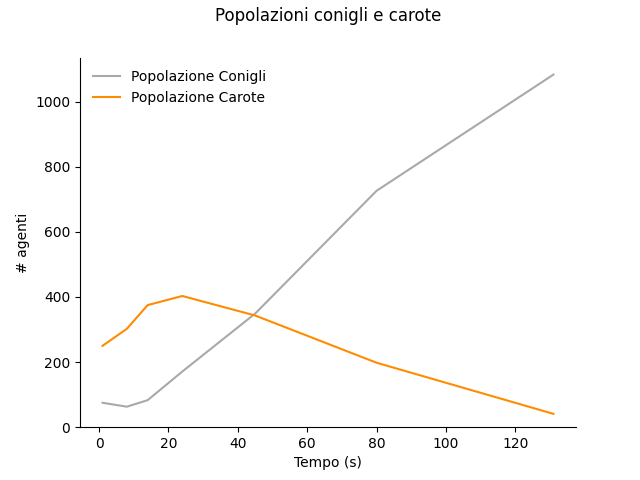 Popolazioni conigli e carote
Popolazione Conigli
Popolazione Carote
# agenti
1000
800
600
400
200
0
0 20 40 60 80 100 120
Tempo (s)